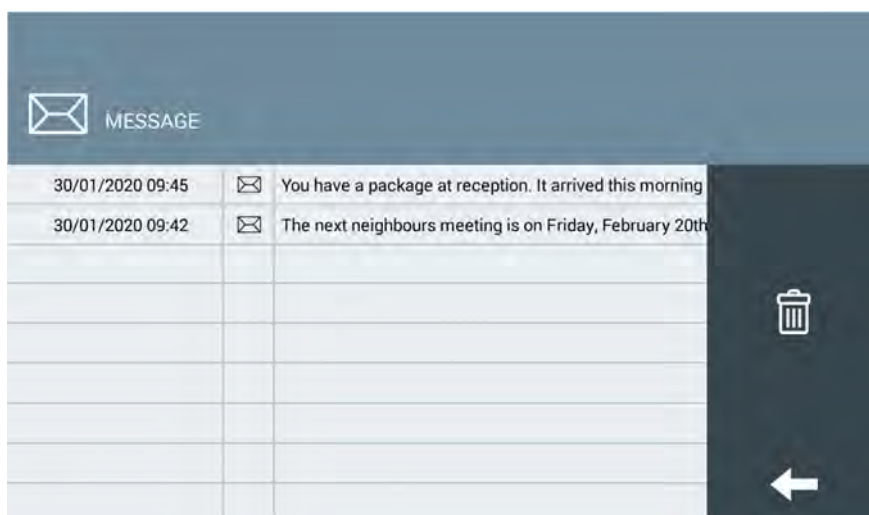 MESSAGE
30/01/2020 09:45 You have a package at reception. It arrived this morning
30/01/2020 09:42 The next neighbours meeting is on Friday, February 20th